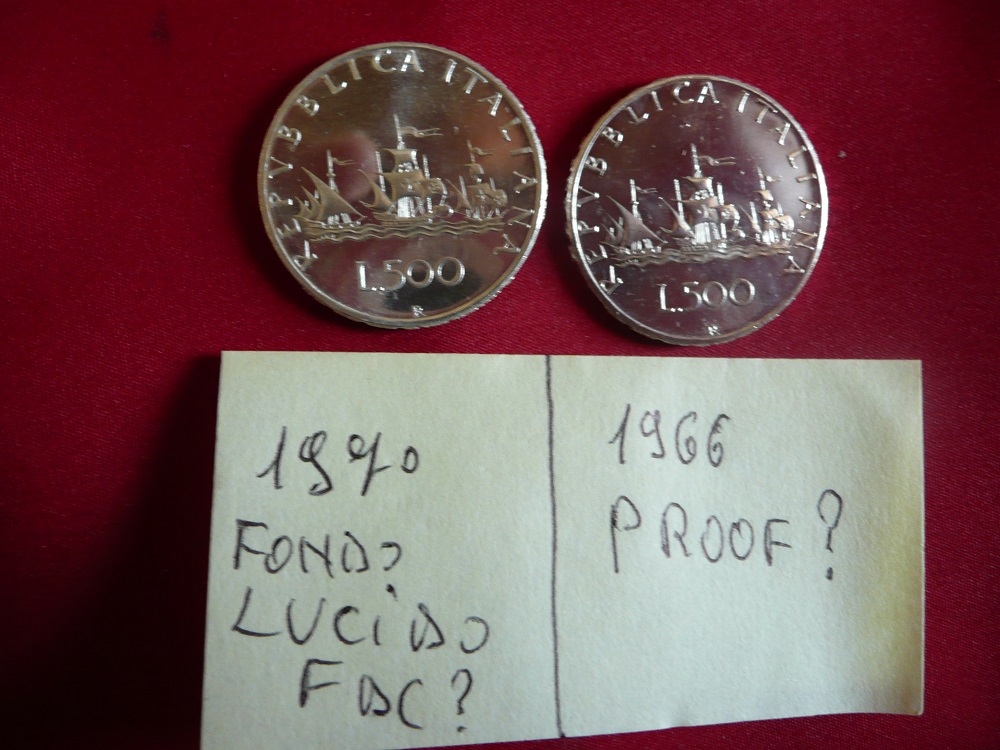 REPVBBLICA ITALIANA
L.500
R
REPVBBLICA ITALIANA
L.500
R
1970
FONDO
LUCiDO
FDC?
1966
PROOF?